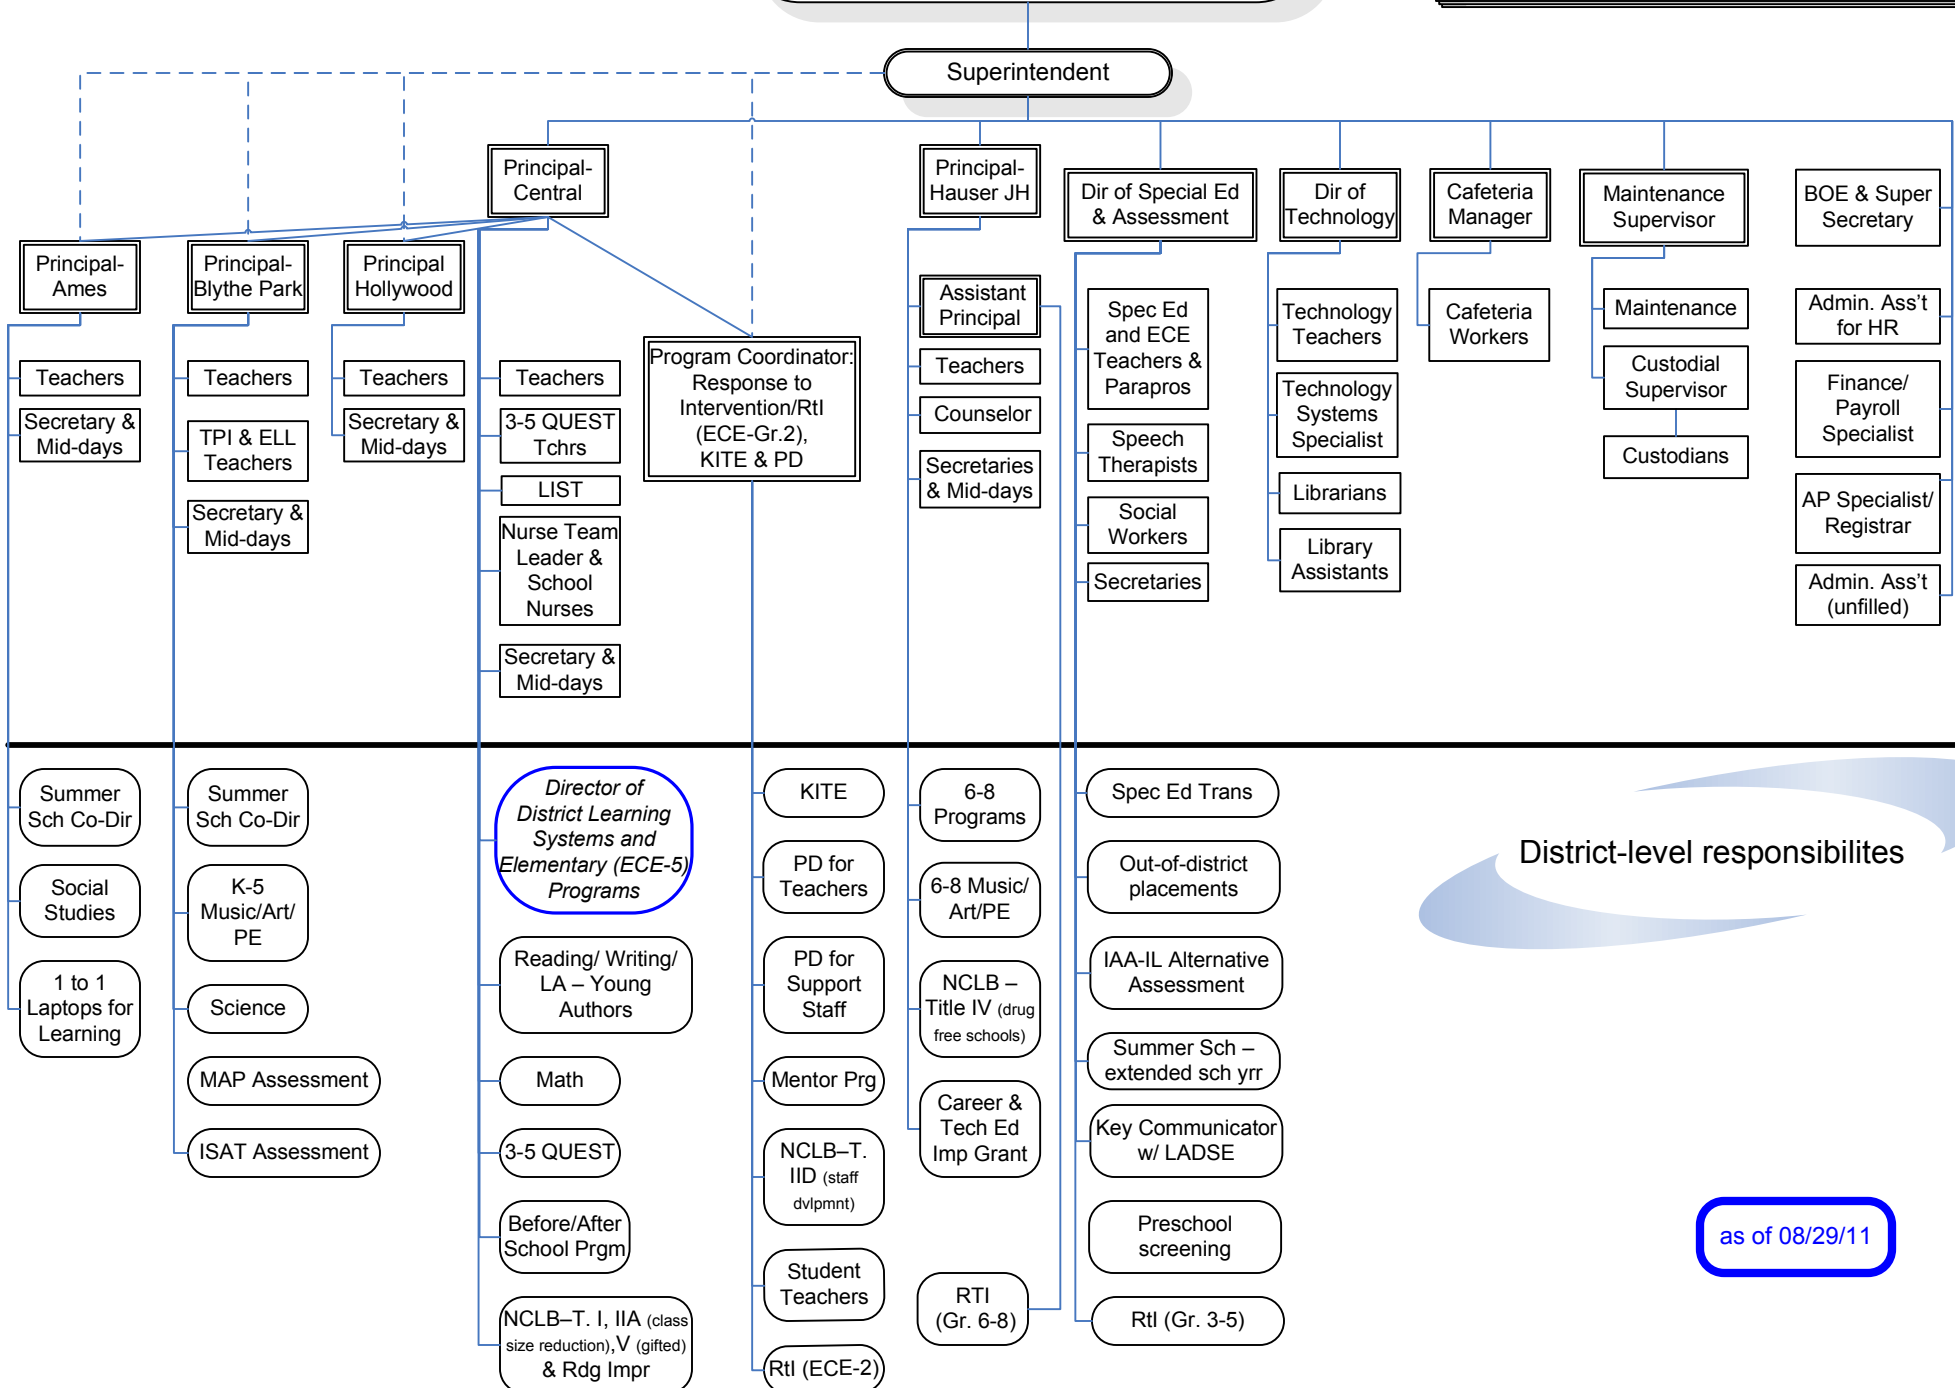 Superintendent
Principal-
Central
Principal-
Hauser JH
Dir of Special Ed
& Assessment
Dir of
Technology
Cafeteria
Manager
Maintenance
Supervisor
BOE & Super
Secretary
Principal-
Ames
Principal-
Blythe Park
Principal
Hollywood
Teachers
Secretary &
Mid-days
Teachers
TPI & ELL
Teachers
Secretary &
Mid-days
Teachers
Secretary &
Mid-days
Teachers
3-5 QUEST
Tchrs
LIST
Nurse Team
Leader &
School
Nurses
Secretary &
Mid-days
Program Coordinator:
Response to
Intervention/RtI
(ECE-Gr.2),
KITE & PD
Assistant
Principal
Teachers
Counselor
Secretaries
& Mid-days
Spec Ed
and ECE
Teachers &
Parapros
Speech
Therapists
Social
Workers
Secretaries
Technology
Teachers
Technology
Systems
Specialist
Librarians
Library
Assistants
Cafeteria
Workers
Maintenance
Custodial
Supervisor
Custodians
Admin. Ass't
for HR
Finance/
Payroll
Specialist
AP Specialist/
Registrar
Admin. Ass't
(unfilled)
Summer
Sch Co-Dir
Social
Studies
1 to 1
Laptops for
Learning
Summer
Sch Co-Dir
K-5
Music/Art/
PE
Science
MAP Assessment
ISAT Assessment
Director of
District Learning
Systems and
Elementary (ECE-5)
Programs
Reading/ Writing/
LA – Young
Authors
Math
3-5 QUEST
Before/After
School Prgm
NCLB–T. I, IIA (class
size reduction),V (gifted)
& Rdg Impr
KITE
PD for
Teachers
PD for
Support
Staff
Mentor Prg
NCLB–T.
IID (staff
dvlpmnt)
Student
Teachers
RtI (ECE-2)
6-8
Programs
6-8 Music/
Art/PE
NCLB –
Title IV (drug
free schools)
Career &
Tech Ed
Imp Grant
RTI
(Gr. 6-8)
Spec Ed Trans
Out-of-district
placements
IAA-IL Alternative
Assessment
Summer Sch –
extended sch yrr
Key Communicator
w/ LADSE
Preschool
screening
RtI (Gr. 3-5)
District-level responsibilites
as of 08/29/11